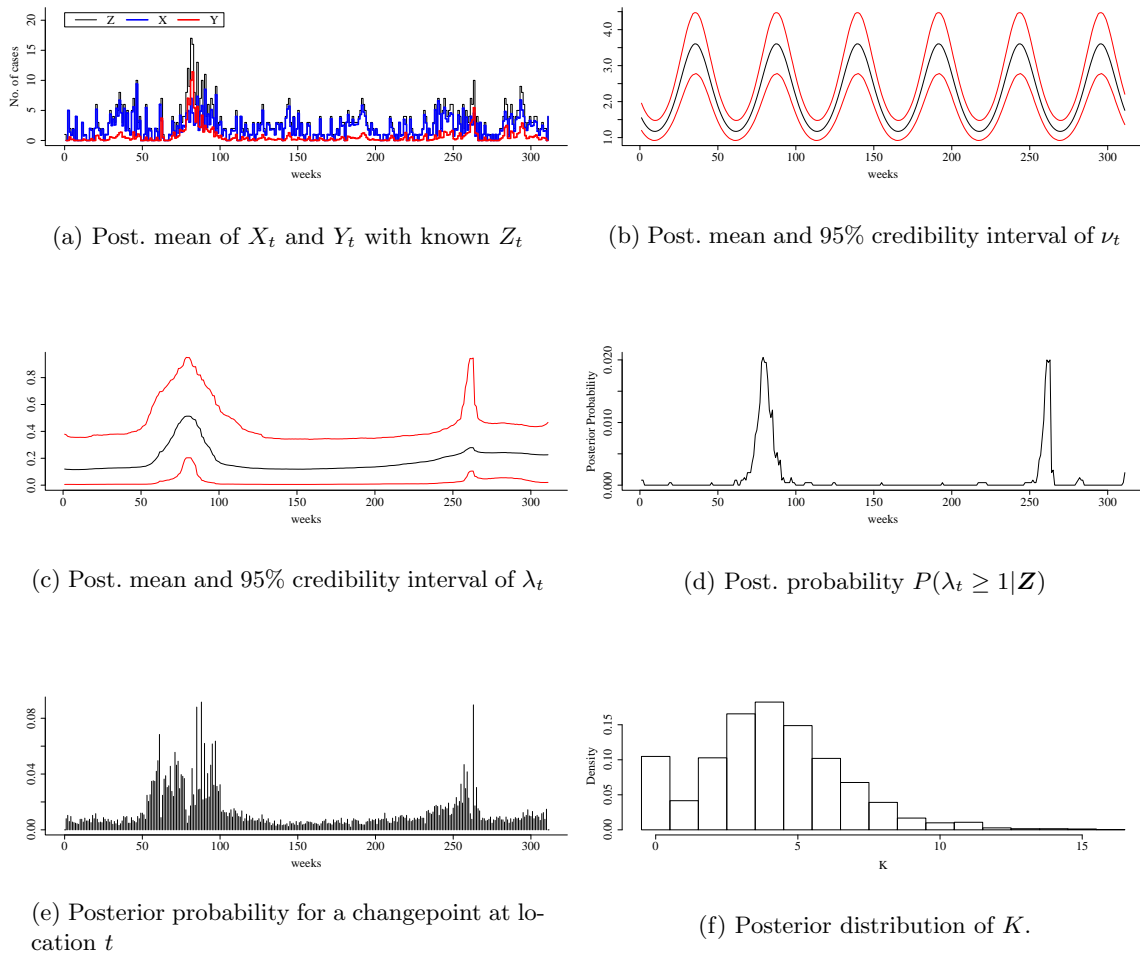 Z X Y
No. of cases
0 5 10 15 20
0 50 100 150 200 250 300
weeks
(a) Post. mean of X_t and Y_t with known Z_t
1.0 2.0 3.0 4.0
0 50 100 150 200 250 300
weeks
(b) Post. mean and 95% credibility interval of ν_t
0.0 0.2 0.4 0.6 0.8
0 50 100 150 200 250 300
weeks
(c) Post. mean and 95% credibility interval of λ_t
Posterior Probability
0.000 0.010 0.020
0 50 100 150 200 250 300
weeks
(d) Post. probability P(λ_t ≥ 1|Z)
0.00 0.04 0.08
0 50 100 150 200 250 300
weeks
(e) Posterior probability for a changepoint at lo-
cation t
Density
0.00 0.05 0.10 0.15
0 5 10 15
K
(f) Posterior distribution of K.